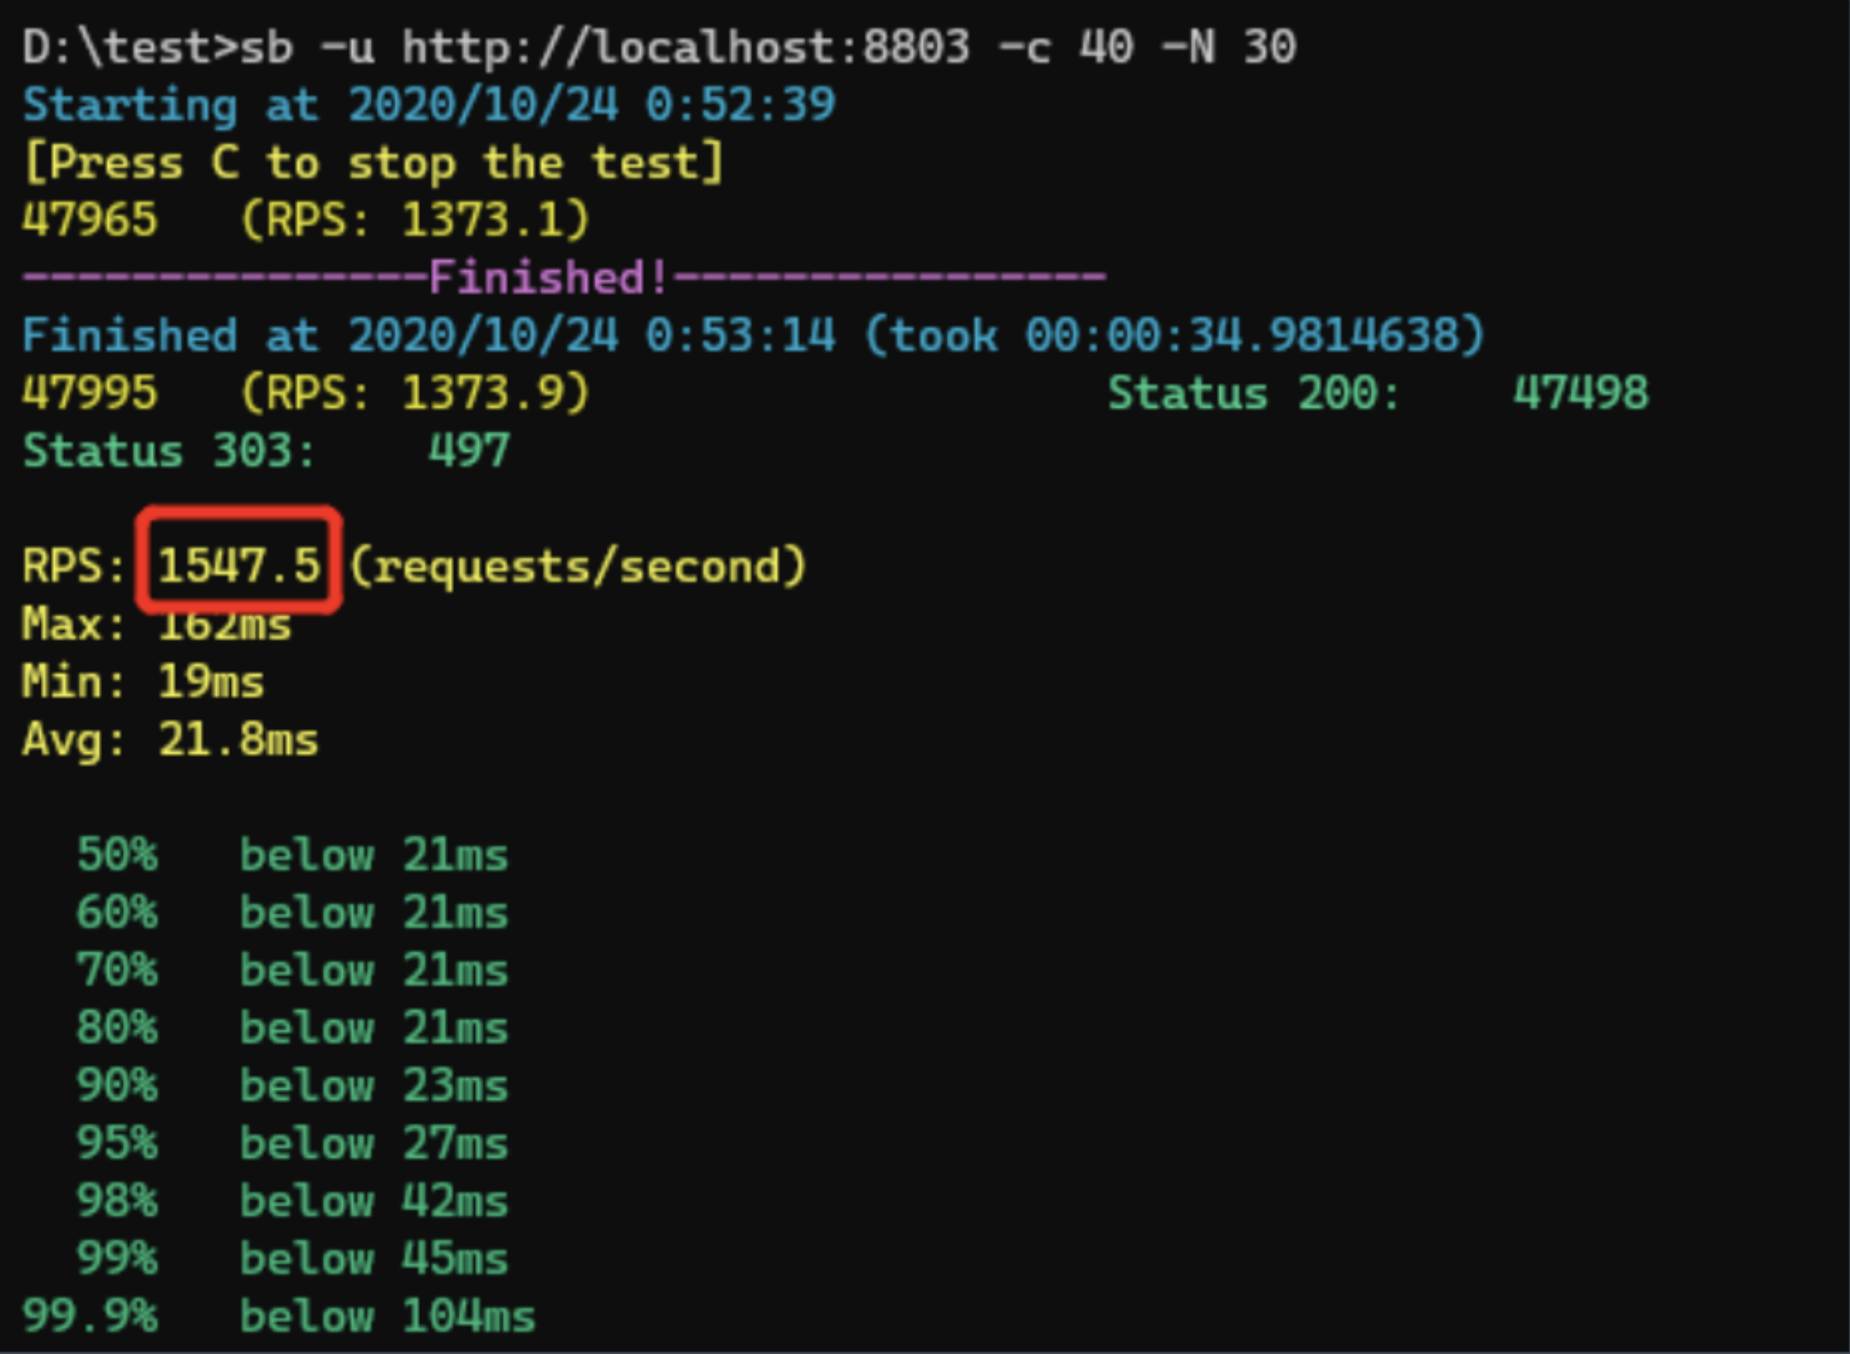 D:\test>sb -u http://localhost:8803 -c 40 -N 30
Starting at 2020/10/24 0:52:39
[Press C to stop the test]
47965   (RPS: 1373.1)
---------------Finished!----------------
Finished at 2020/10/24 0:53:14 (took 00:00:34.9814638)
47995   (RPS: 1373.9)                   Status 200:    47498
Status 303:    497
RPS: 1547.5 (requests/second)
Max: 162ms
Min: 19ms
Avg: 21.8ms
50%   below 21ms
60%   below 21ms
70%   below 21ms
80%   below 21ms
90%   below 23ms
95%   below 27ms
98%   below 42ms
99%   below 45ms
99.9%   below 104ms